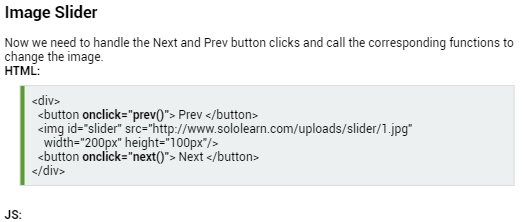 Image Slider
Now we need to handle the Next and Prev button clicks and call the corresponding functions to
change the image.
HTML:
<div>
<button onclick="prev()"> Prev </button>
<img id="slider" src="http://www.sololearn.com/uploads/slider/1.jpg"
width="200px" height="100px"/>
<button onclick="next()"> Next </button>
</div>
JS: